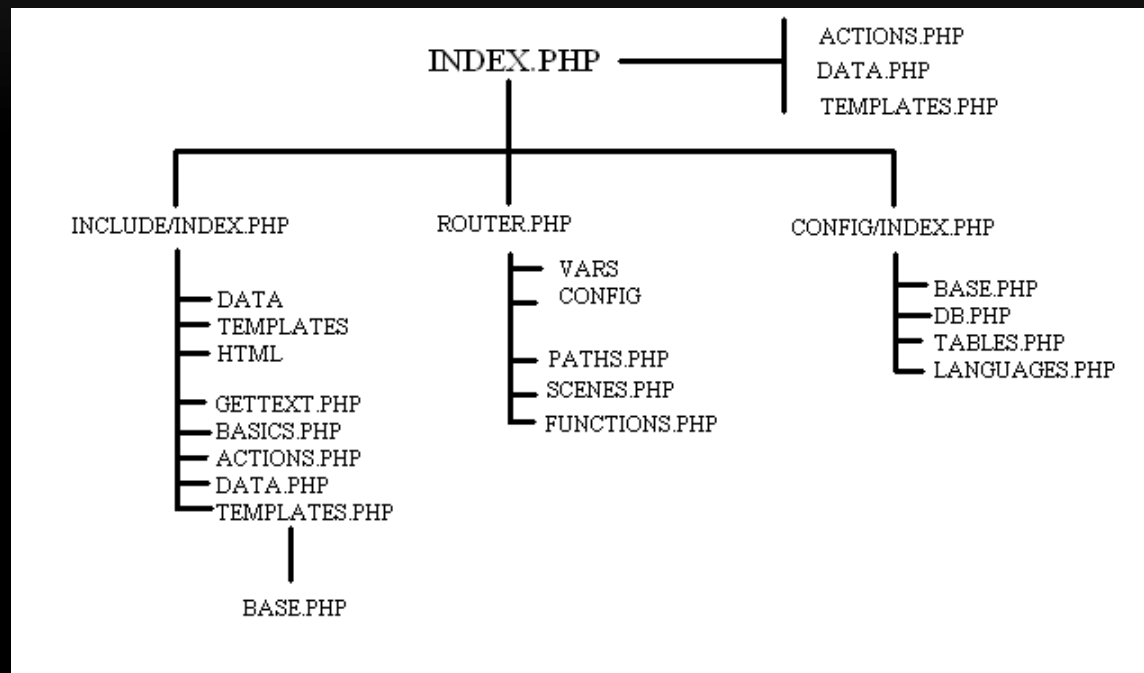 INDEX.PHP
ACTIONS.PHP
DATA.PHP
TEMPLATES.PHP
INCLUDE/INDEX.PHP
DATA
TEMPLATES
HTML
GETTEXT.PHP
BASICS.PHP
ACTIONS.PHP
DATA.PHP
TEMPLATES.PHP
BASE.PHP
ROUTER.PHP
VARS
CONFIG
PATHS.PHP
SCENES.PHP
FUNCTIONS.PHP
CONFIG/INDEX.PHP
BASE.PHP
DB.PHP
TABLES.PHP
LANGUAGES.PHP